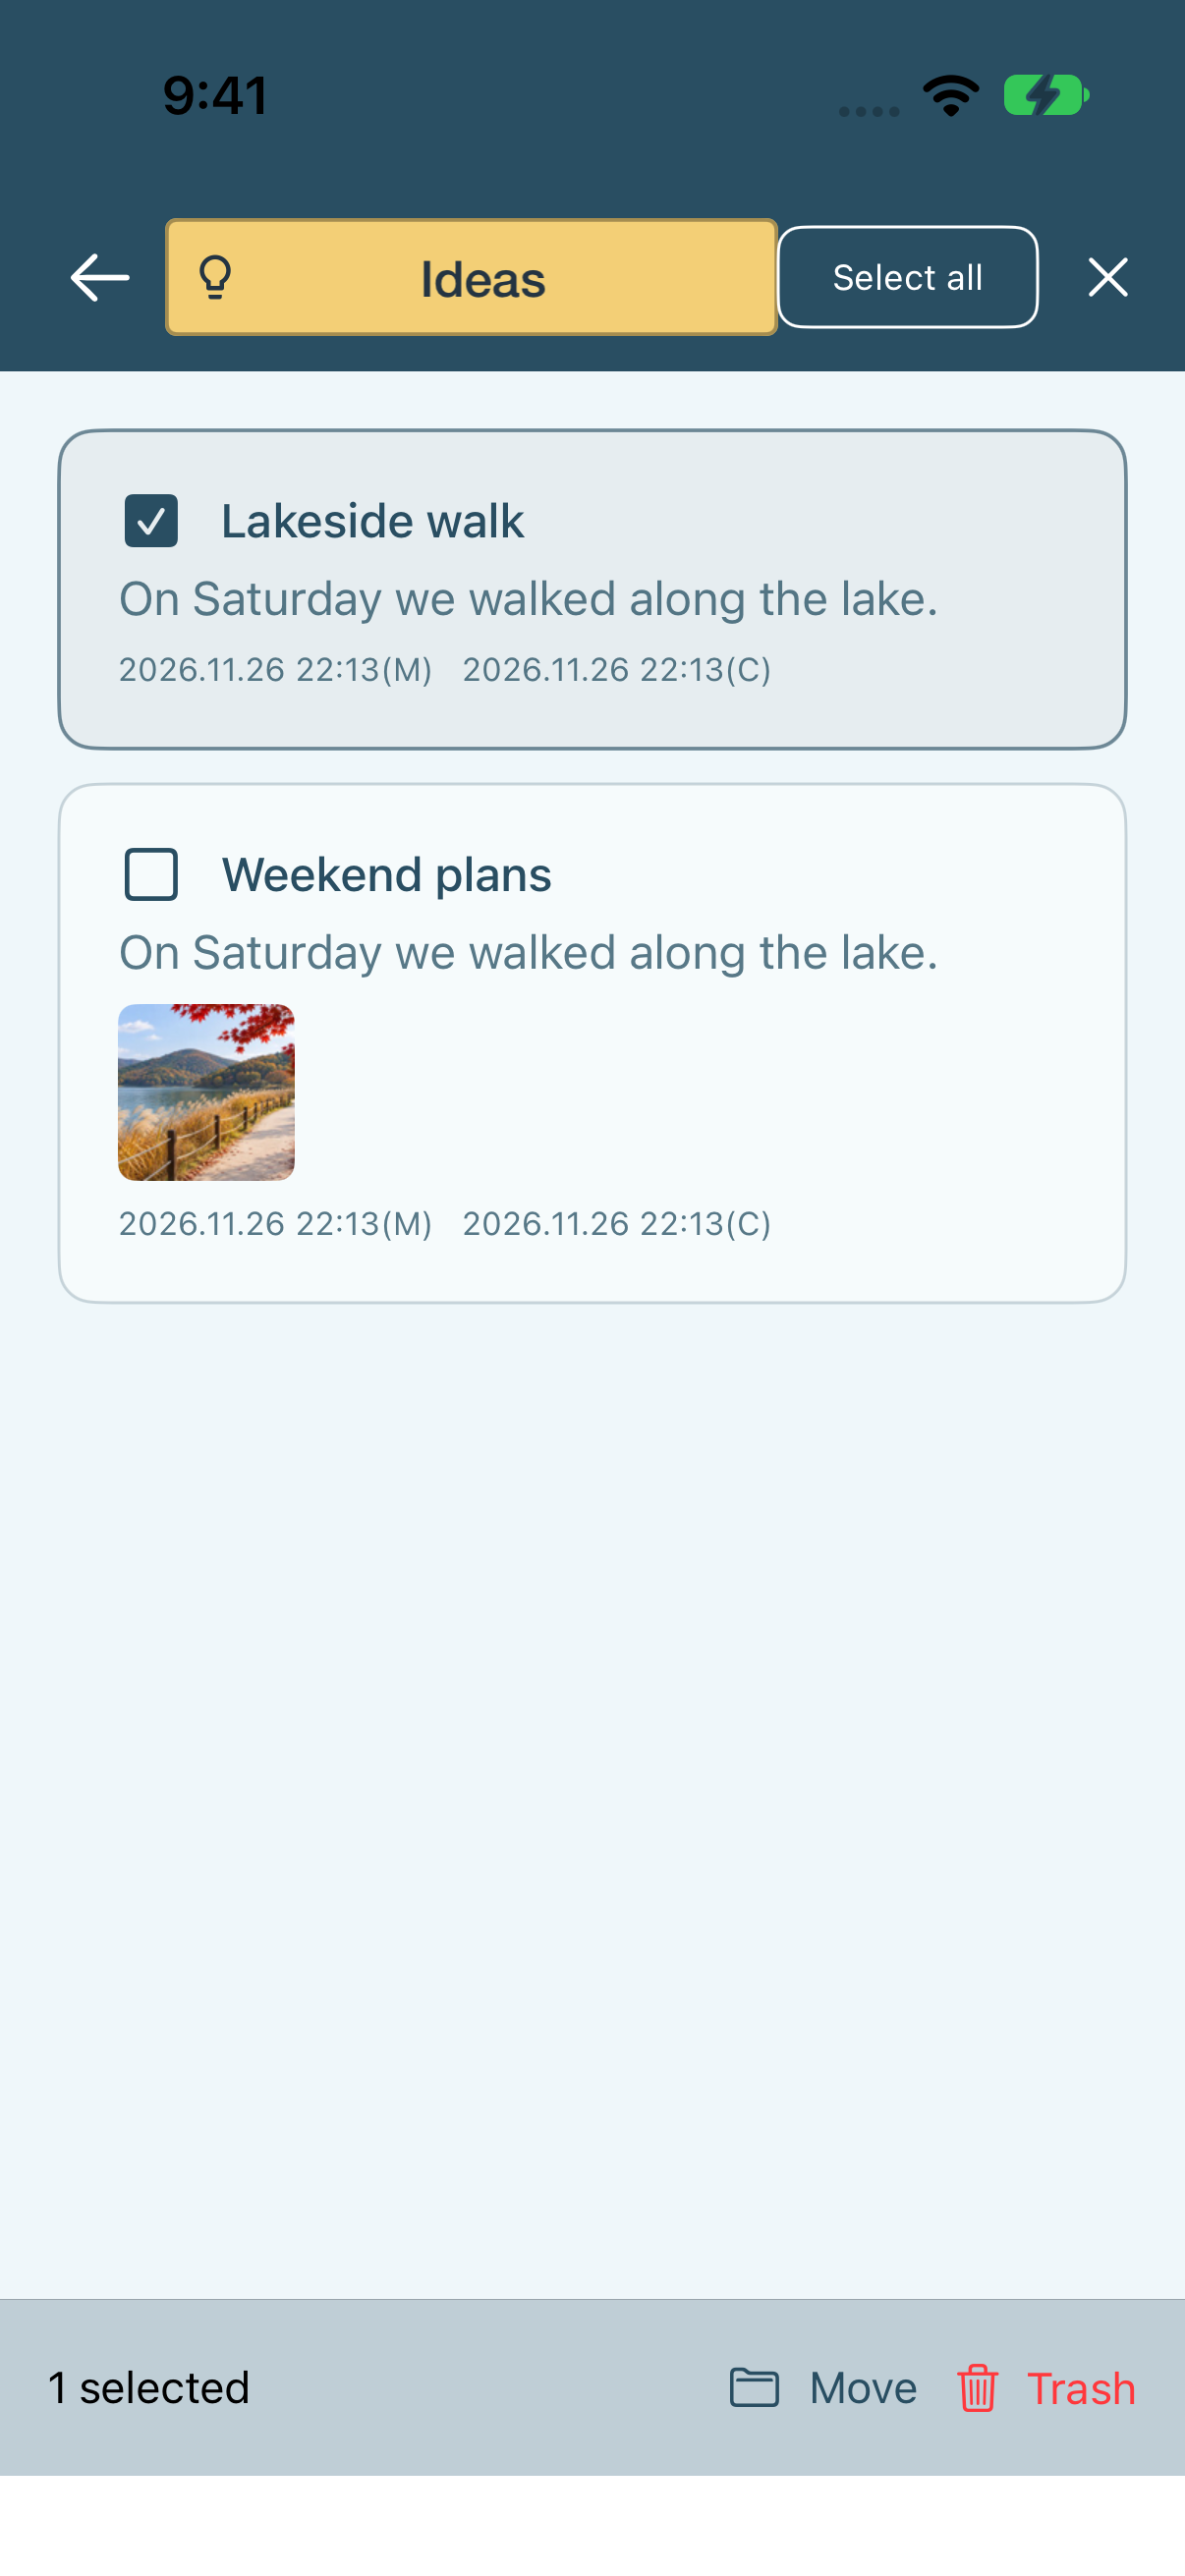 9:41
Ideas
Select all
Lakeside walk
On Saturday we walked along the lake.
2026.11.26 22:13(M) 2026.11.26 22:13(C)
Weekend plans
On Saturday we walked along the lake.
2026.11.26 22:13(M) 2026.11.26 22:13(C)
1 selected
Move
Trash